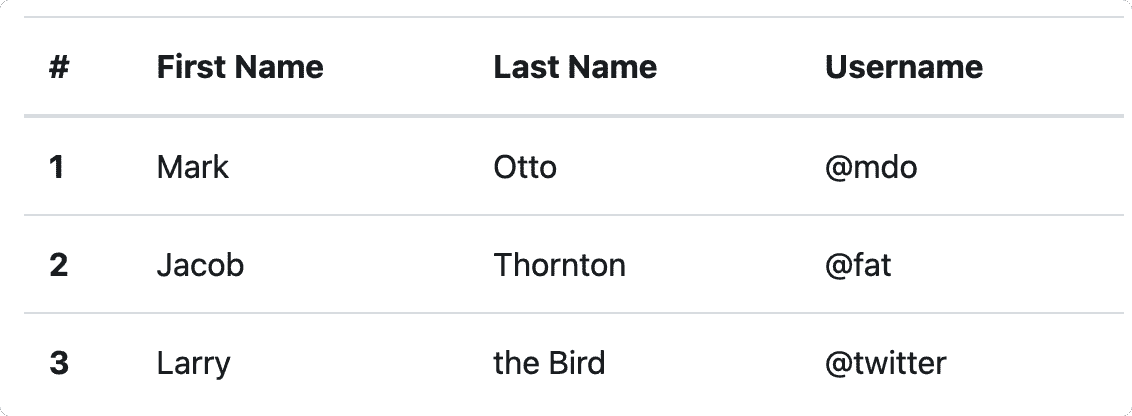 # First Name Last Name Username
1 Mark Otto @mdo
2 Jacob Thornton @fat
3 Larry the Bird @twitter